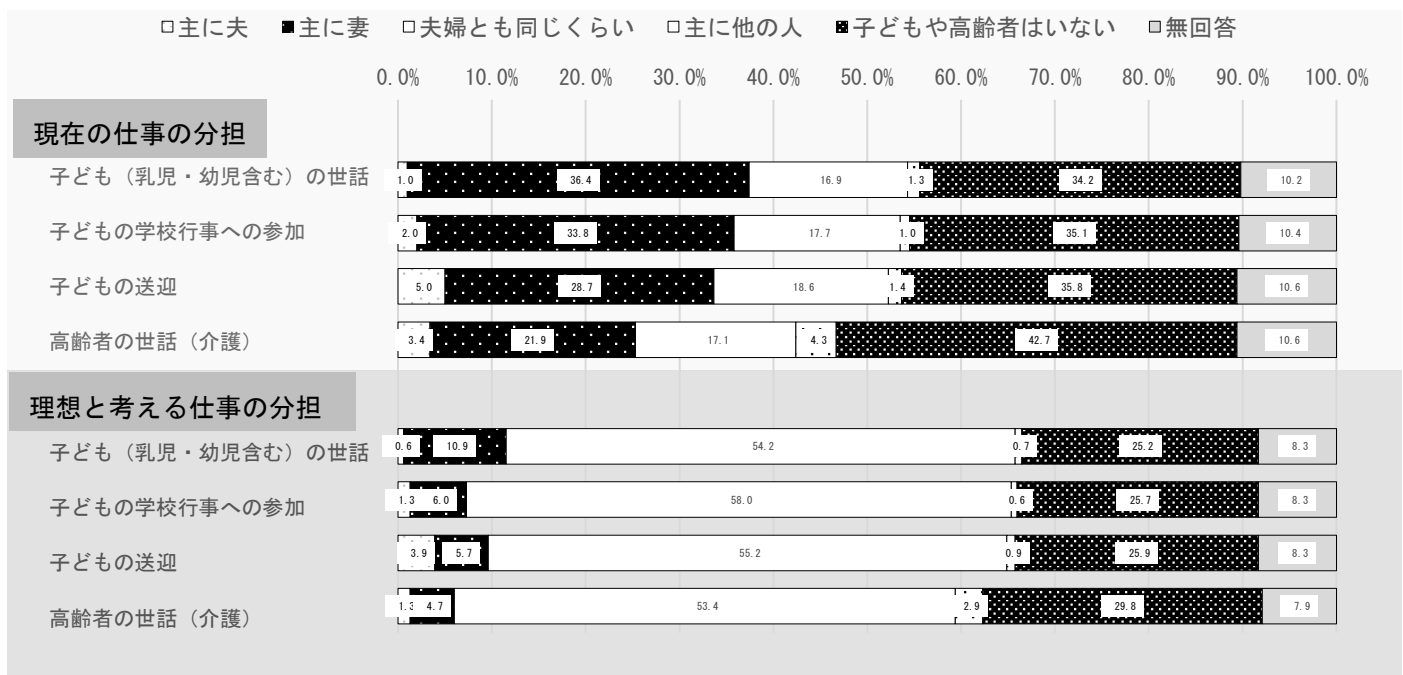 □主に夫 ■主に妻 □夫婦とも同じくらい □主に他の人 ■子どもや高齢者はいない □無回答
0.0% 10.0% 20.0% 30.0% 40.0% 50.0% 60.0% 70.0% 80.0% 90.0% 100.0%
現在の仕事の分担
子ども（乳児・幼児含む）の世話 1.0 36.4 16.9 1.3 34.2 10.2
子どもの学校行事への参加 2.0 33.8 17.7 1.0 35.1 10.4
子どもの送迎 5.0 28.7 18.6 1.4 35.8 10.6
高齢者の世話（介護） 3.4 21.9 17.1 4.3 42.7 10.6
理想と考える仕事の分担
子ども（乳児・幼児含む）の世話 0.6 10.9 54.2 0.7 25.2 8.3
子どもの学校行事への参加 1.3 6.0 58.0 0.6 25.7 8.3
子どもの送迎 3.9 5.7 55.2 0.9 25.9 8.3
高齢者の世話（介護） 1.3 4.7 53.4 2.9 29.8 7.9